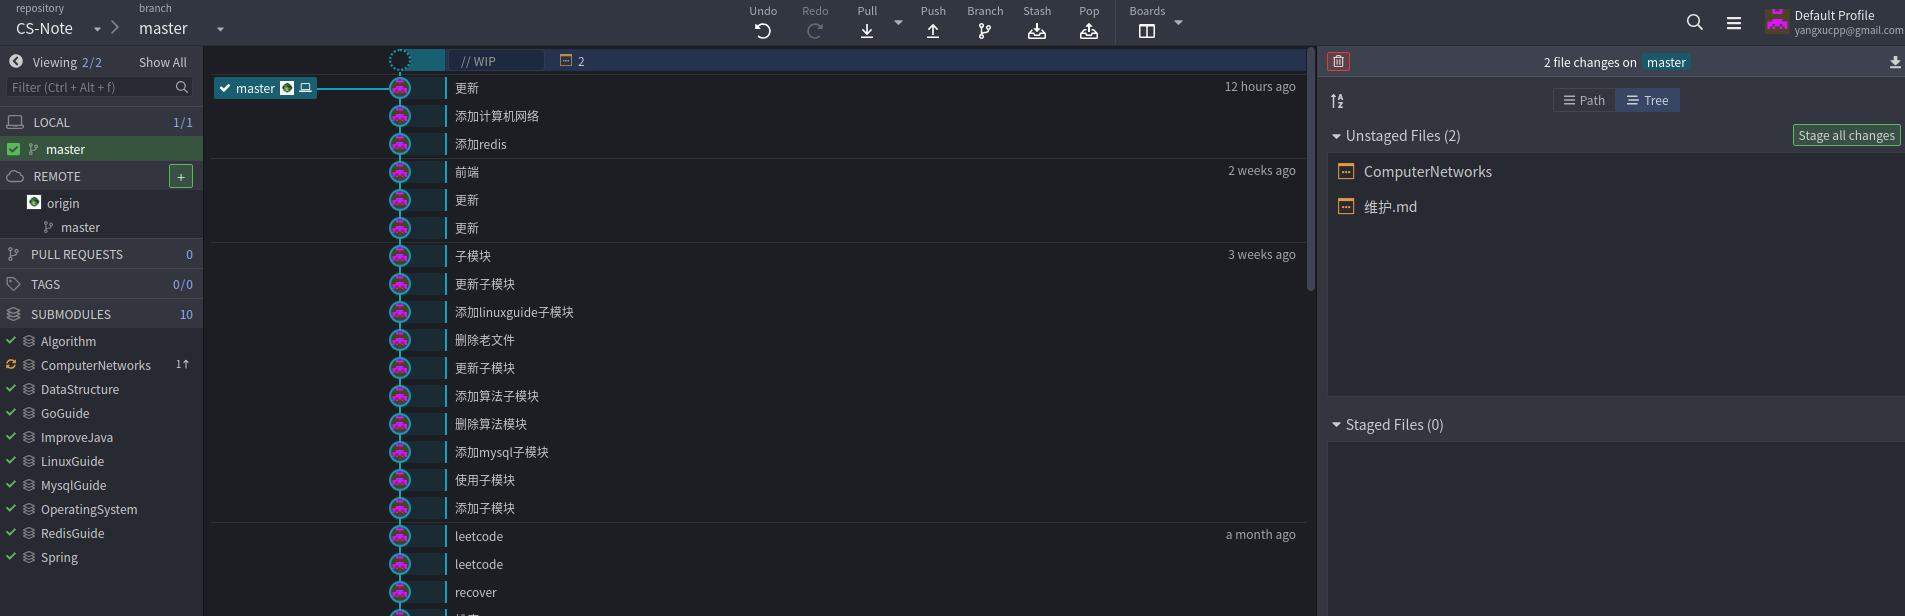 repository
CS-Note
branch
master
Undo
Redo
Pull
Push
Branch
Stash
Pop
Boards
Default Profile
yangxucpp@gmail.com
Viewing 2/2
Show All
Filter (Ctrl + Alt + f)
LOCAL
1/1
master
REMOTE
origin
master
PULL REQUESTS
0
TAGS
0/0
SUBMODULES
10
Algorithm
ComputerNetworks
1↑
DataStructure
GoGuide
ImproveJava
LinuxGuide
MysqlGuide
OperatingSystem
RedisGuide
Spring
// WIP
2
master
更新
12 hours ago
添加计算机网络
添加redis
前端
2 weeks ago
更新
更新
子模块
3 weeks ago
更新子模块
添加linuxguide子模块
删除老文件
更新子模块
添加算法子模块
删除算法模块
添加mysql子模块
使用子模块
添加子模块
leetcode
a month ago
leetcode
recover
2 file changes on master
Path
Tree
Unstaged Files (2)
Stage all changes
ComputerNetworks
维护.md
Staged Files (0)